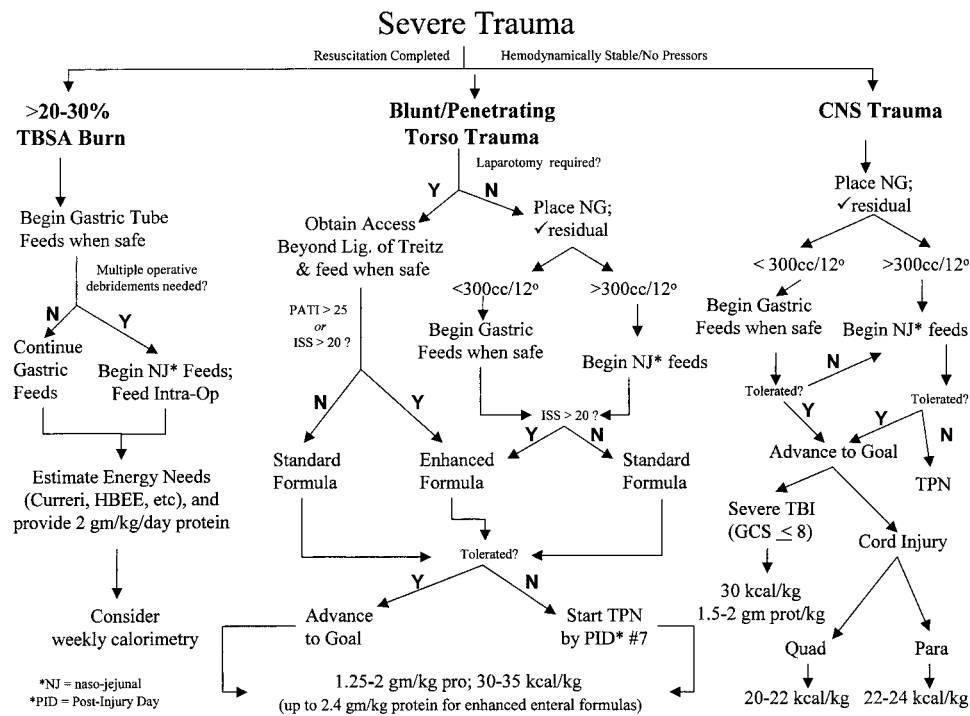 Severe Trauma
Resuscitation Completed
Hemodynamically Stable/No Pressors
>20-30%
TBSA Burn
Begin Gastric Tube
Feeds when safe
Multiple operative
debridements needed?
N
Y
Continue
Gastric
Feeds
Begin NJ* Feeds;
Feed Intra-Op
Estimate Energy Needs
(Curreri, HBEE, etc), and
provide 2 gm/kg/day protein
Consider
weekly calorimetry
*NJ = naso-jejunal
*PID = Post-Injury Day
Blunt/Penetrating
Torso Trauma
Laparotomy required?
Y
N
Obtain Access
Beyond Lig. of Treitz
& feed when safe
PATI > 25
or
ISS > 20 ?
N
Y
Standard
Formula
Enhanced
Formula
Place NG;
✓residual
<300cc/12º
>300cc/12º
Begin Gastric
Feeds when safe
Begin NJ* feeds
ISS > 20 ?
Y
N
Standard
Formula
Tolerated?
Y
N
Advance
to Goal
Start TPN
by PID* #7
1.25-2 gm/kg pro; 30-35 kcal/kg
(up to 2.4 gm/kg protein for enhanced enteral formulas)
CNS Trauma
Place NG;
✓residual
< 300cc/12º
>300cc/12º
Begin Gastric
Feeds when safe
Begin NJ* feeds
N
Tolerated?
Tolerated?
Y
Y
N
Advance to Goal
TPN
Severe TBI
(GCS ≤ 8)
Cord Injury
30 kcal/kg
1.5-2 gm prot/kg
Quad
Para
20-22 kcal/kg
22-24 kcal/kg